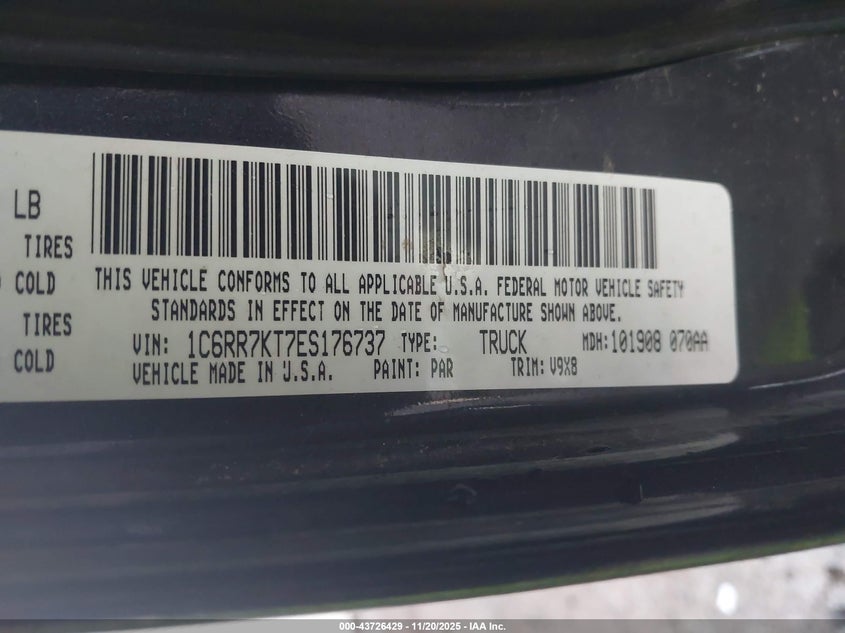 LB
TIRES
COLD
TIRES
COLD
THIS VEHICLE CONFORMS TO ALL APPLICABLE U.S.A. FEDERAL MOTOR VEHICLE SAFETY
STANDARDS IN EFFECT ON THE DATE OF MANUFACTURE SHOWN ABOVE.
VIN: 1C6RR7KT7ES176737 TYPE: TRUCK MDH: 101908 070AA
VEHICLE MADE IN U.S.A. PAINT: PAR TRIM: V9X8
000-43726429 - 11/20/2025 - IAA Inc.